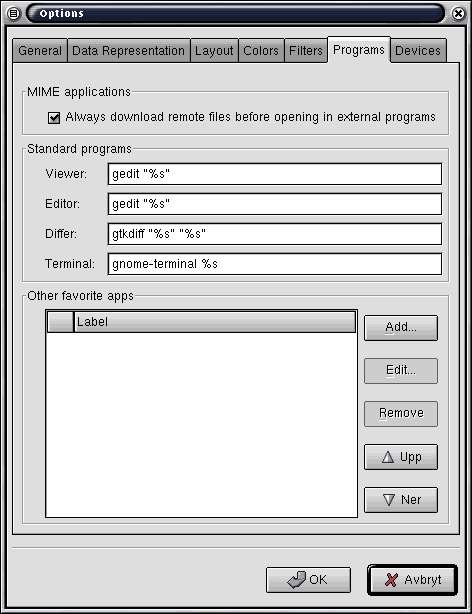 Options
General Data Representation Layout Colors Filters Programs Devices
MIME applications
Always download remote files before opening in external programs
Standard programs
Viewer: gedit "%s"
Editor: gedit "%s"
Differ: gtkdiff "%s" "%s"
Terminal: gnome-terminal %s
Other favorite apps
Label
Add...
Edit...
Remove
Upp
Ner
OK Avbryt